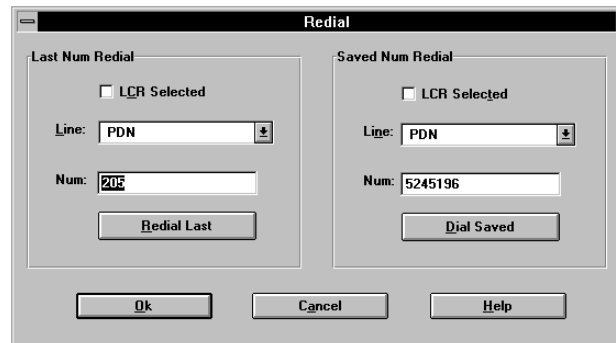 Redial
Last Num Redial
LCR Selected
Line: PDN
Num: 205
Redial Last
Saved Num Redial
LCR Selected
Line: PDN
Num: 5245196
Dial Saved
Ok Cancel Help